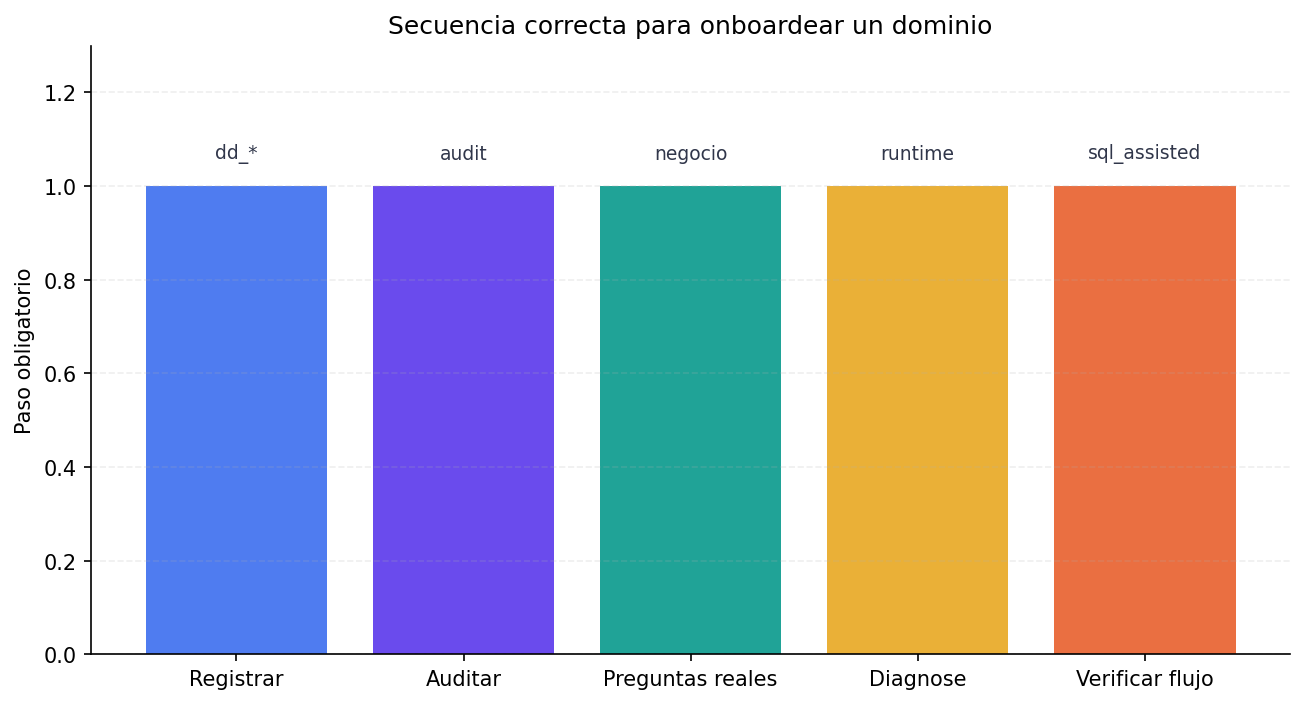 Secuencia correcta para onboardear un dominio
Paso obligatorio
1.2
1.0
0.8
0.6
0.4
0.2
0.0
dd_*
audit
negocio
runtime
sql_assisted
Registrar
Auditar
Preguntas reales
Diagnose
Verificar flujo